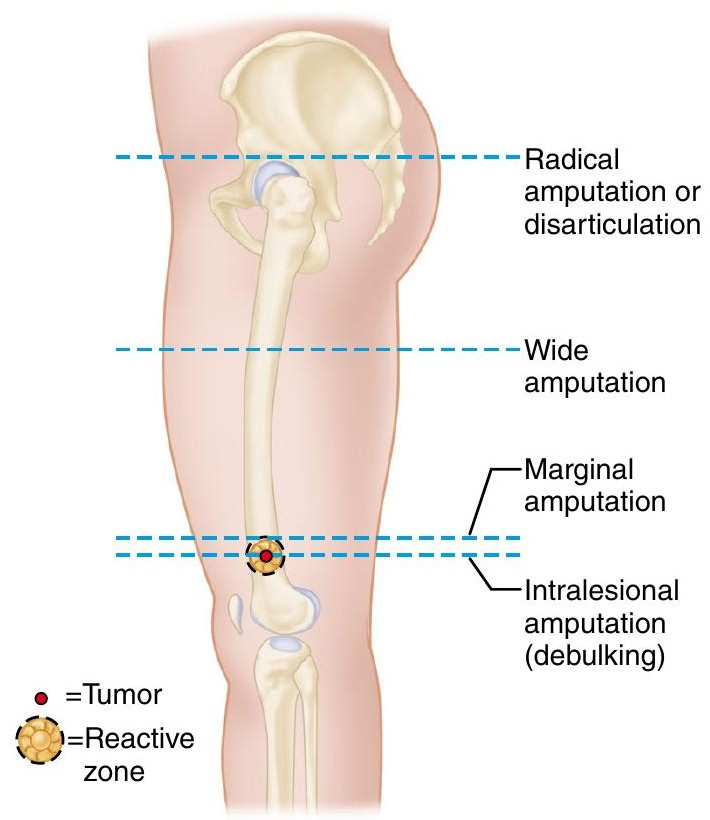 Radical
amputation or
disarticulation
Wide
amputation
Marginal
amputation
Intralesional
amputation
(debulking)
=Tumor
=Reactive
zone